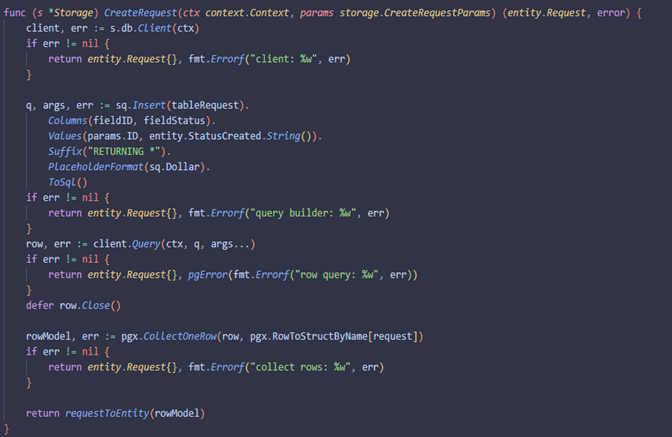 func (s *Storage) CreateRequest(ctx context.Context, params storage.CreateRequestParams) (entity.Request, error) {
    client, err := s.db.Client(ctx)
    if err != nil {
        return entity.Request{}, fmt.Errorf("client: %w", err)
    }

    q, args, err := sq.Insert(tableRequest).
        Columns(fieldID, fieldStatus).
        Values(params.ID, entity.StatusCreated.String()).
        Suffix("RETURNING *").
        PlaceholderFormat(sq.Dollar).
        ToSql()
    if err != nil {
        return entity.Request{}, fmt.Errorf("query builder: %w", err)
    }
    row, err := client.Query(ctx, q, args...)
    if err != nil {
        return entity.Request{}, pgError(fmt.Errorf("row query: %w", err))
    }
    defer row.Close()

    rowModel, err := pgx.CollectOneRow(row, pgx.RowToStructByName[request])
    if err != nil {
        return entity.Request{}, fmt.Errorf("collect rows: %w", err)
    }

    return requestToEntity(rowModel)
}